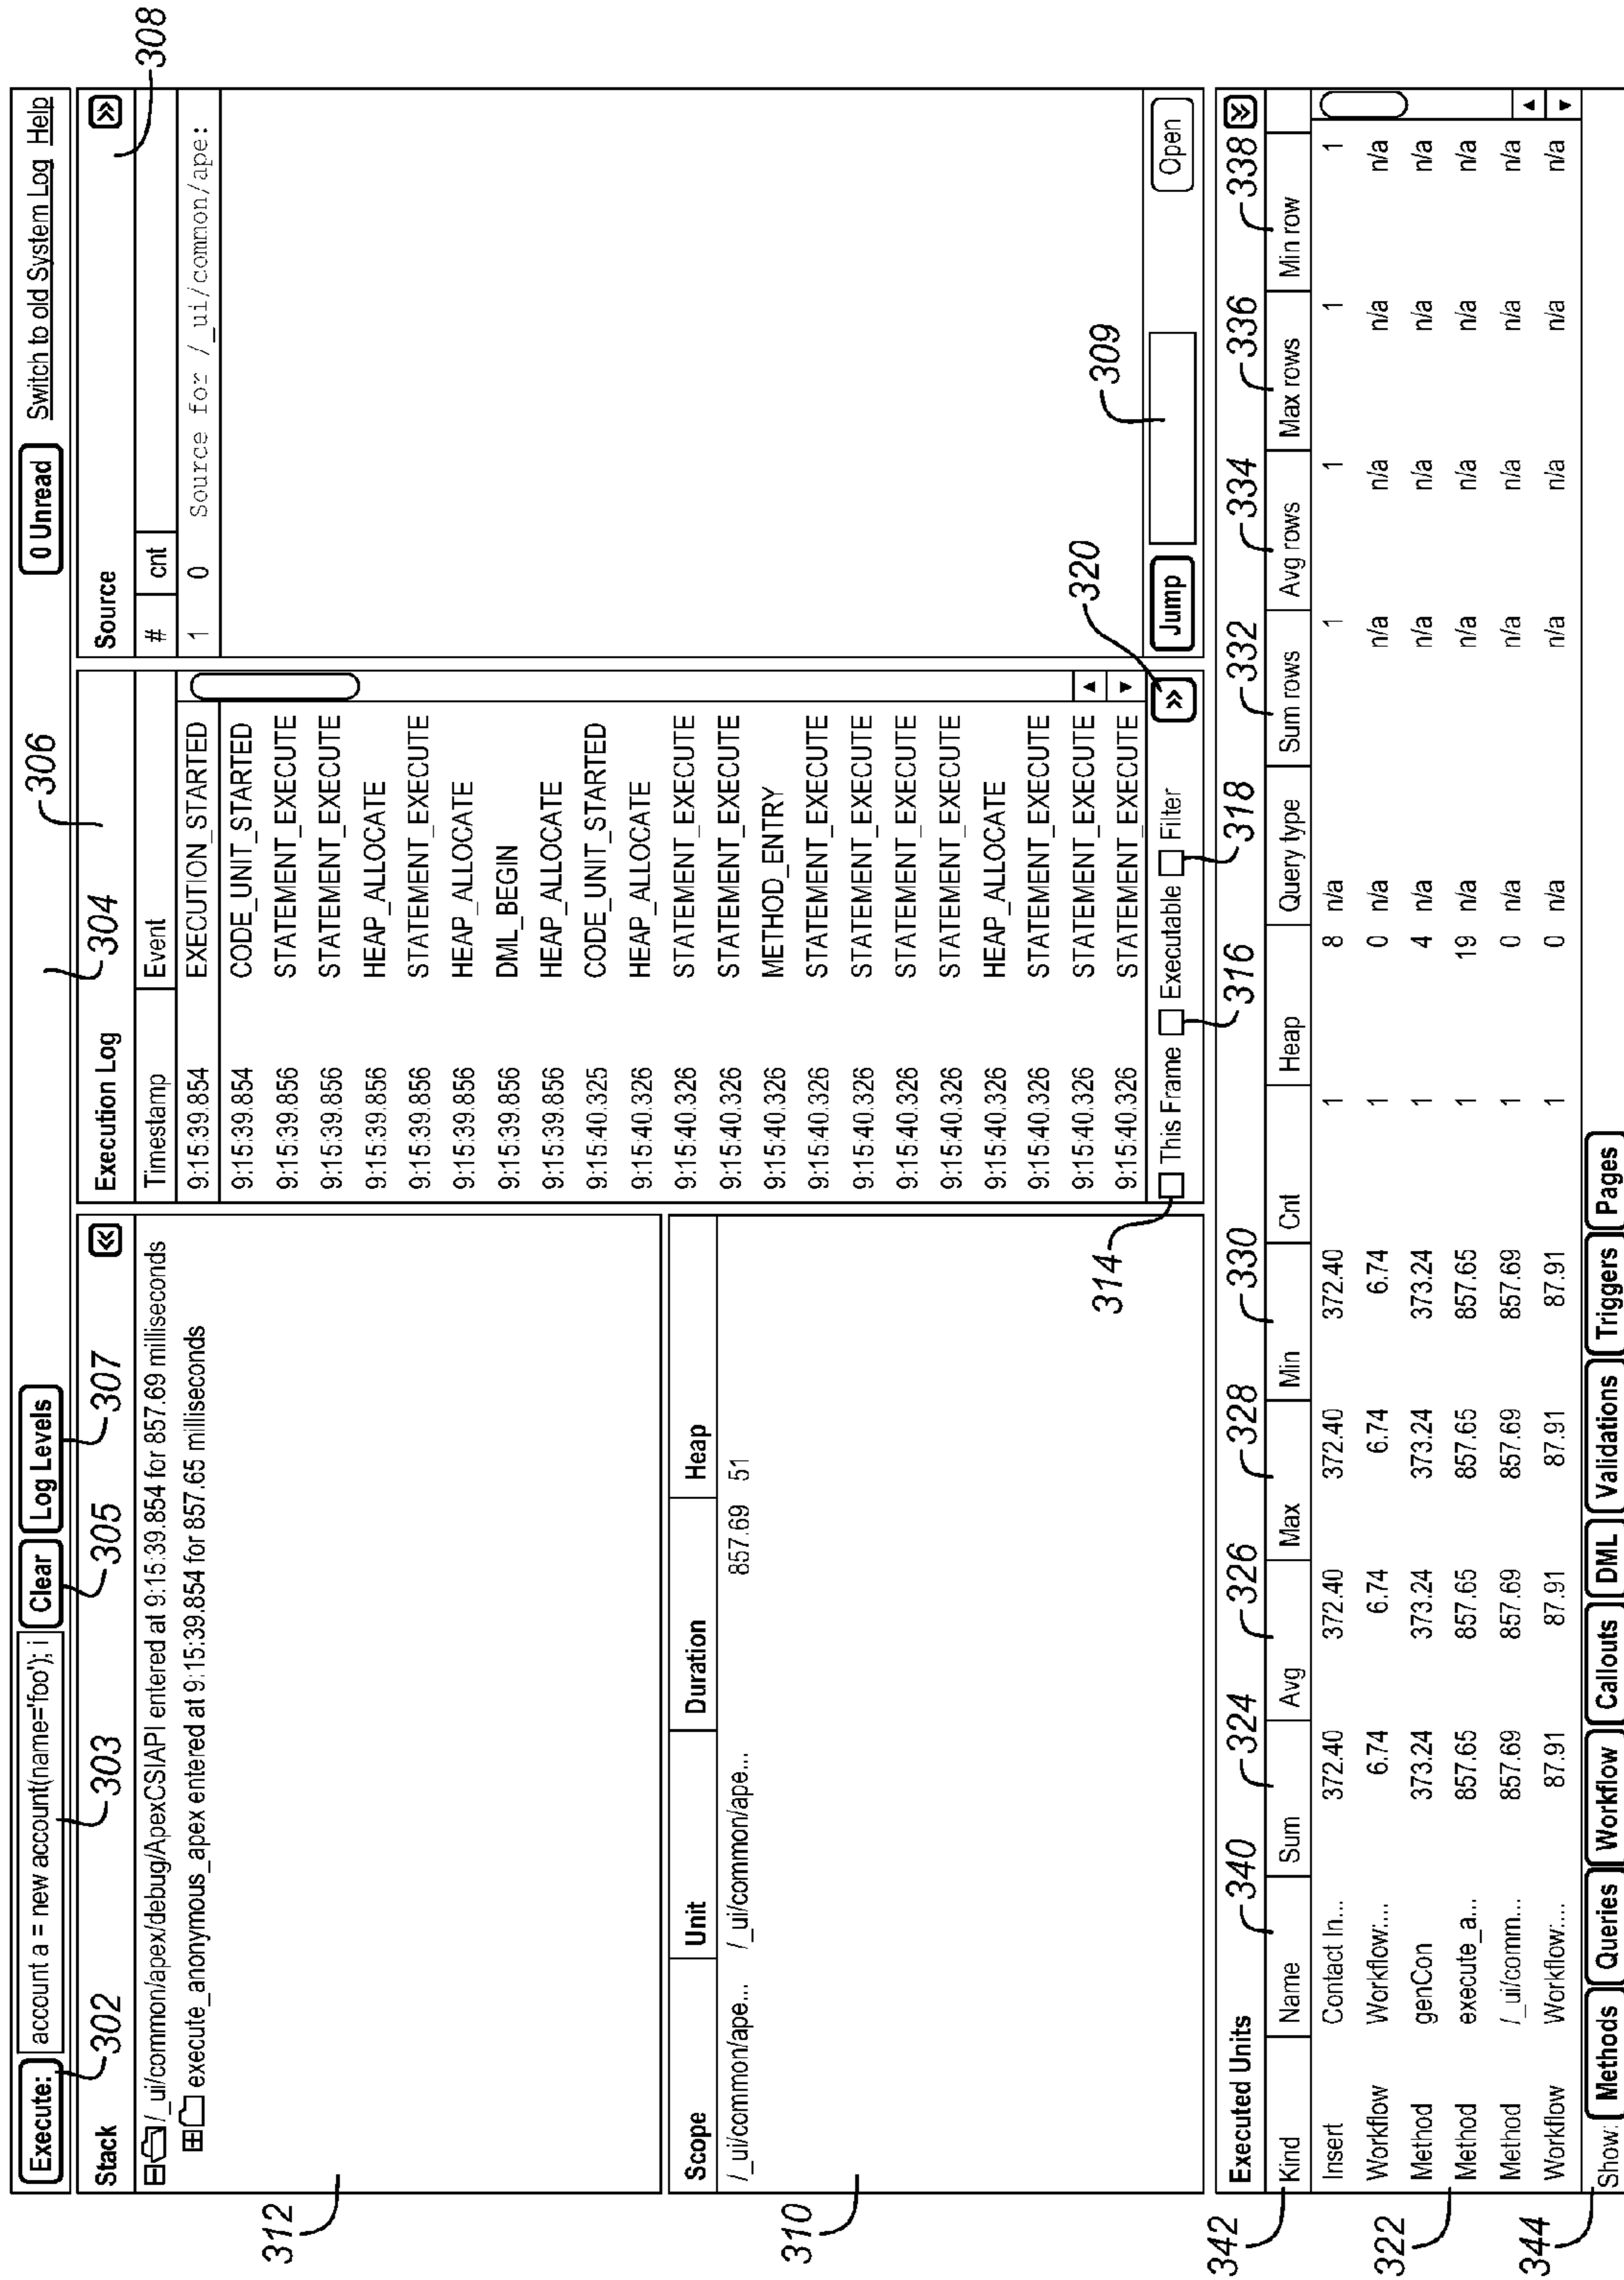 Execute: account a = new account(name='foo'); i Clear Log Levels 0 Unread Switch to old System Log Help
302 303 305 307 304 306 308
Stack
/_ui/common/apex/debug/ApexCSIAPI entered at 9:15:39.854 for 857.69 milliseconds
execute_anonymous_apex entered at 9:15:39.854 for 857.65 milliseconds
312
Scope Unit Duration Heap
/_ui/common/ape... /_ui/common/ape... 857.69 51
310
Execution Log
Timestamp Event
9:15:39.854 EXECUTION_STARTED
9:15:39.854 CODE_UNIT_STARTED
9:15:39.856 STATEMENT_EXECUTE
9:15:39.856 STATEMENT_EXECUTE
9:15:39.856 HEAP_ALLOCATE
9:15:39.856 STATEMENT_EXECUTE
9:15:39.856 HEAP_ALLOCATE
9:15:39.856 DML_BEGIN
9:15:39.856 HEAP_ALLOCATE
9:15:40.325 CODE_UNIT_STARTED
9:15:40.326 HEAP_ALLOCATE
9:15:40.326 STATEMENT_EXECUTE
9:15:40.326 STATEMENT_EXECUTE
9:15:40.326 METHOD_ENTRY
9:15:40.326 STATEMENT_EXECUTE
9:15:40.326 STATEMENT_EXECUTE
9:15:40.326 STATEMENT_EXECUTE
9:15:40.326 STATEMENT_EXECUTE
9:15:40.326 HEAP_ALLOCATE
9:15:40.326 STATEMENT_EXECUTE
9:15:40.326 STATEMENT_EXECUTE
9:15:40.326 STATEMENT_EXECUTE
This Frame Executable Filter
314 316 318 320
Source
# cnt
1 0 Source for /_ui/common/ape:
309
Jump Open
Executed Units
340 324 326 328 330 332 334 336 338
342
Kind Name Sum Avg Max Min Cnt Heap Query type Sum rows Avg rows Max rows Min row
Insert Contact In... 372.40 372.40 372.40 372.40 1 8 n/a 1 1 1 1
Workflow Workflow:... 6.74 6.74 6.74 6.74 1 0 n/a n/a n/a n/a n/a
Method genCon 373.24 373.24 373.24 373.24 1 4 n/a n/a n/a n/a n/a
322
Method execute_a... 857.65 857.65 857.65 857.65 1 19 n/a n/a n/a n/a n/a
Method /_ui/comm... 857.69 857.69 857.69 857.69 1 0 n/a n/a n/a n/a n/a
Workflow Workflow:... 87.91 87.91 87.91 87.91 1 0 n/a n/a n/a n/a n/a
344
Show: Methods Queries Workflow Callouts DML Validations Triggers Pages